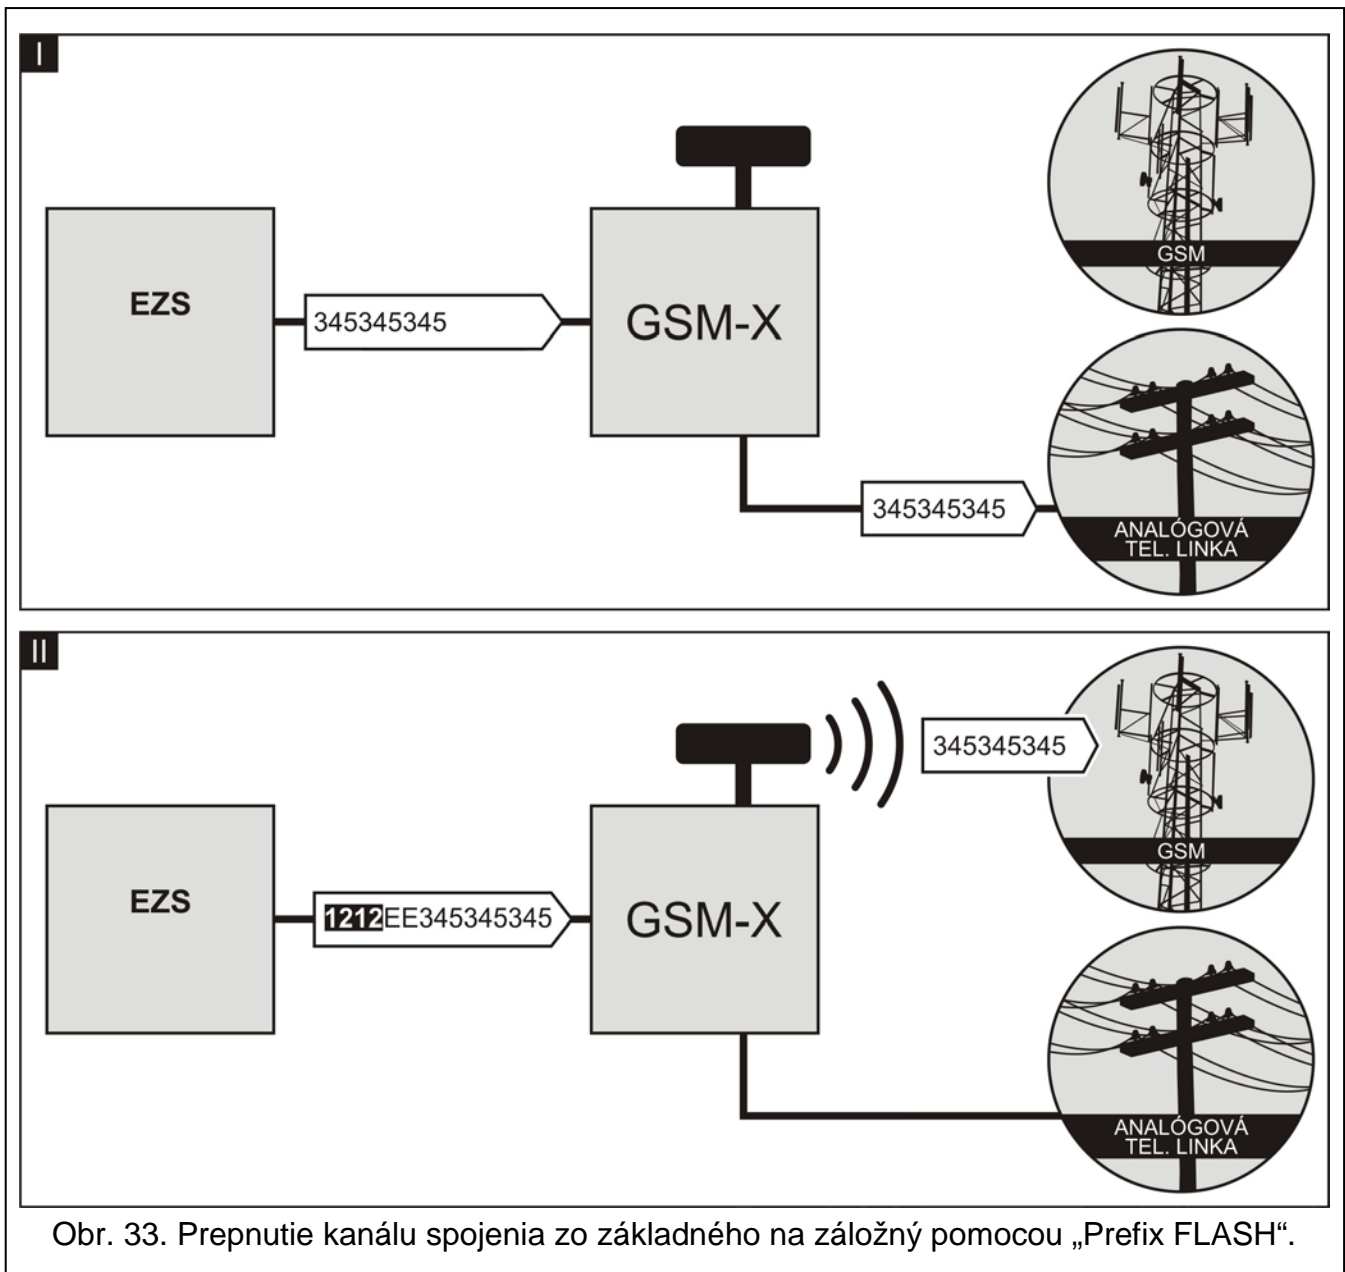 I
GSM
EZS
345345345
GSM-X
345345345
ANALÓGOVÁ
TEL. LINKA
II
345345345
GSM
EZS
1212EE345345345
GSM-X
ANALÓGOVÁ
TEL. LINKA
Obr. 33. Prepnutie kanálu spojenia zo základného na záložný pomocou „Prefix FLASH“.